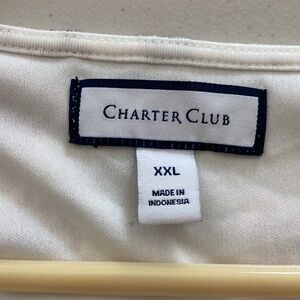 CHARTER CLUB
XXL
MADE IN
INDONESIA